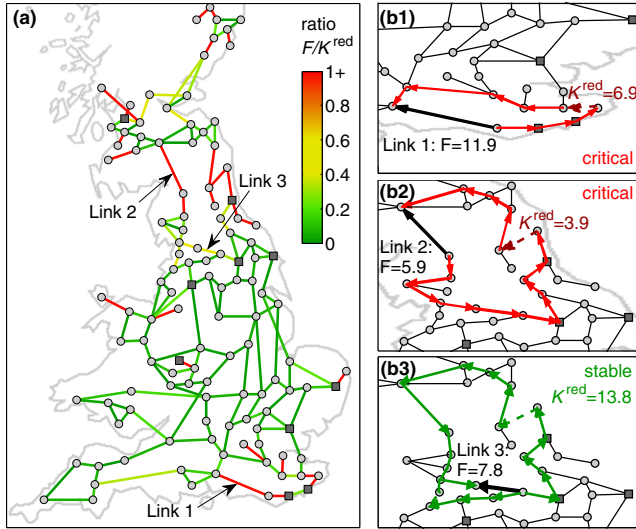 (a)
ratio
F/K^red
1+
0.8
0.6
0.4
0.2
0
Link 2
Link 3
Link 1
(b1)
K^red=6.9
Link 1: F=11.9
critical
(b2)
critical
K^red=3.9
Link 2:
F=5.9
(b3)
stable
K^red=13.8
Link 3:
F=7.8